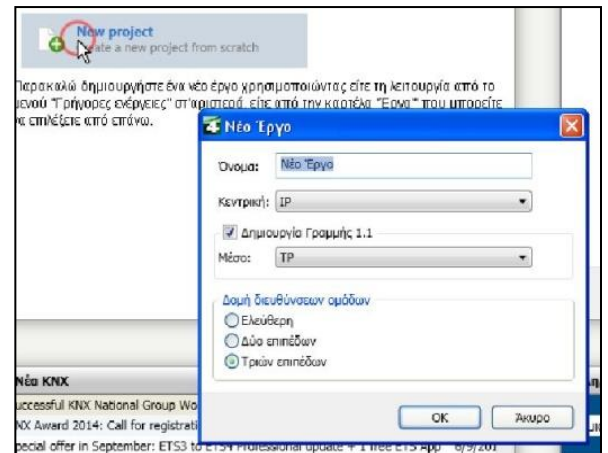 New project
Create a new project from scratch
Παρακαλώ δημιουργήστε ένα νέο έργο χρησιμοποιώντας είτε τη λειτουργία από το
μενού "Γρήγορες ενέργειες" στ'αριστερά, είτε από την καρτέλα "Έργα" που μπορείτε
να επιλέξετε από επάνω.
Νέο Έργο
Όνομα: Νέο Έργο
Κεντρική: IP
Δημιουργία Γραμμής 1.1
Μέσο: TP
Δομή διευθύνσεων ομάδων
Ελεύθερη
Δύο επιπέδων
Τριών επιπέδων
OK Άκυρο
Νέα KNX
uccessful KNX National Group Wo
NX Award 2014: Call for registrati
pecial offer in September: ETS3 to ETS4 Professional update + 1 free ETS App 6/9/201